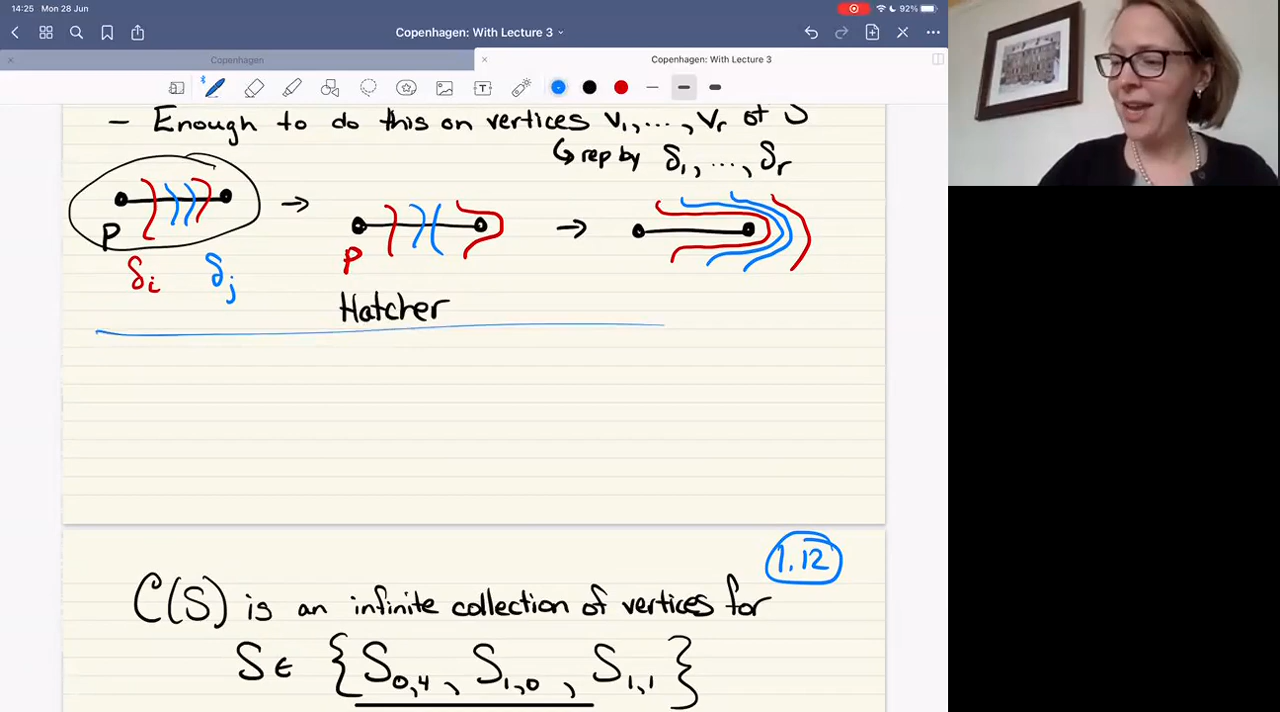 14:25 Mon 28 Jun
92%
Copenhagen: With Lecture 3
Copenhagen
Copenhagen: With Lecture 3
– Enough to do this on vertices v₁, ..., vᵣ of S
↳ rep by δ₁, ..., δᵣ
P
→
P
→
δᵢ δⱼ
Hatcher
1.12
C(S) is an infinite collection of vertices for
S ∈ { S₀,₄ , S₁,₀ , S₁,₁ }